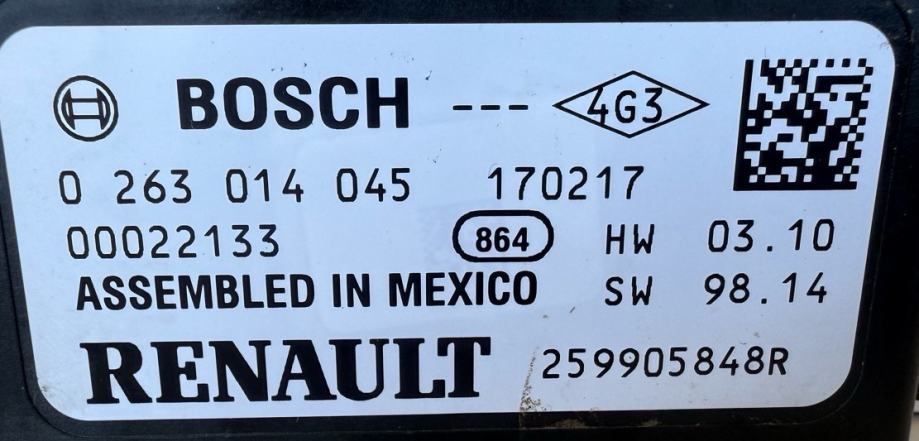 BOSCH --- 4G3
0 263 014 045 170217
00022133 864 HW 03.10
ASSEMBLED IN MEXICO SW 98.14
RENAULT 259905848R